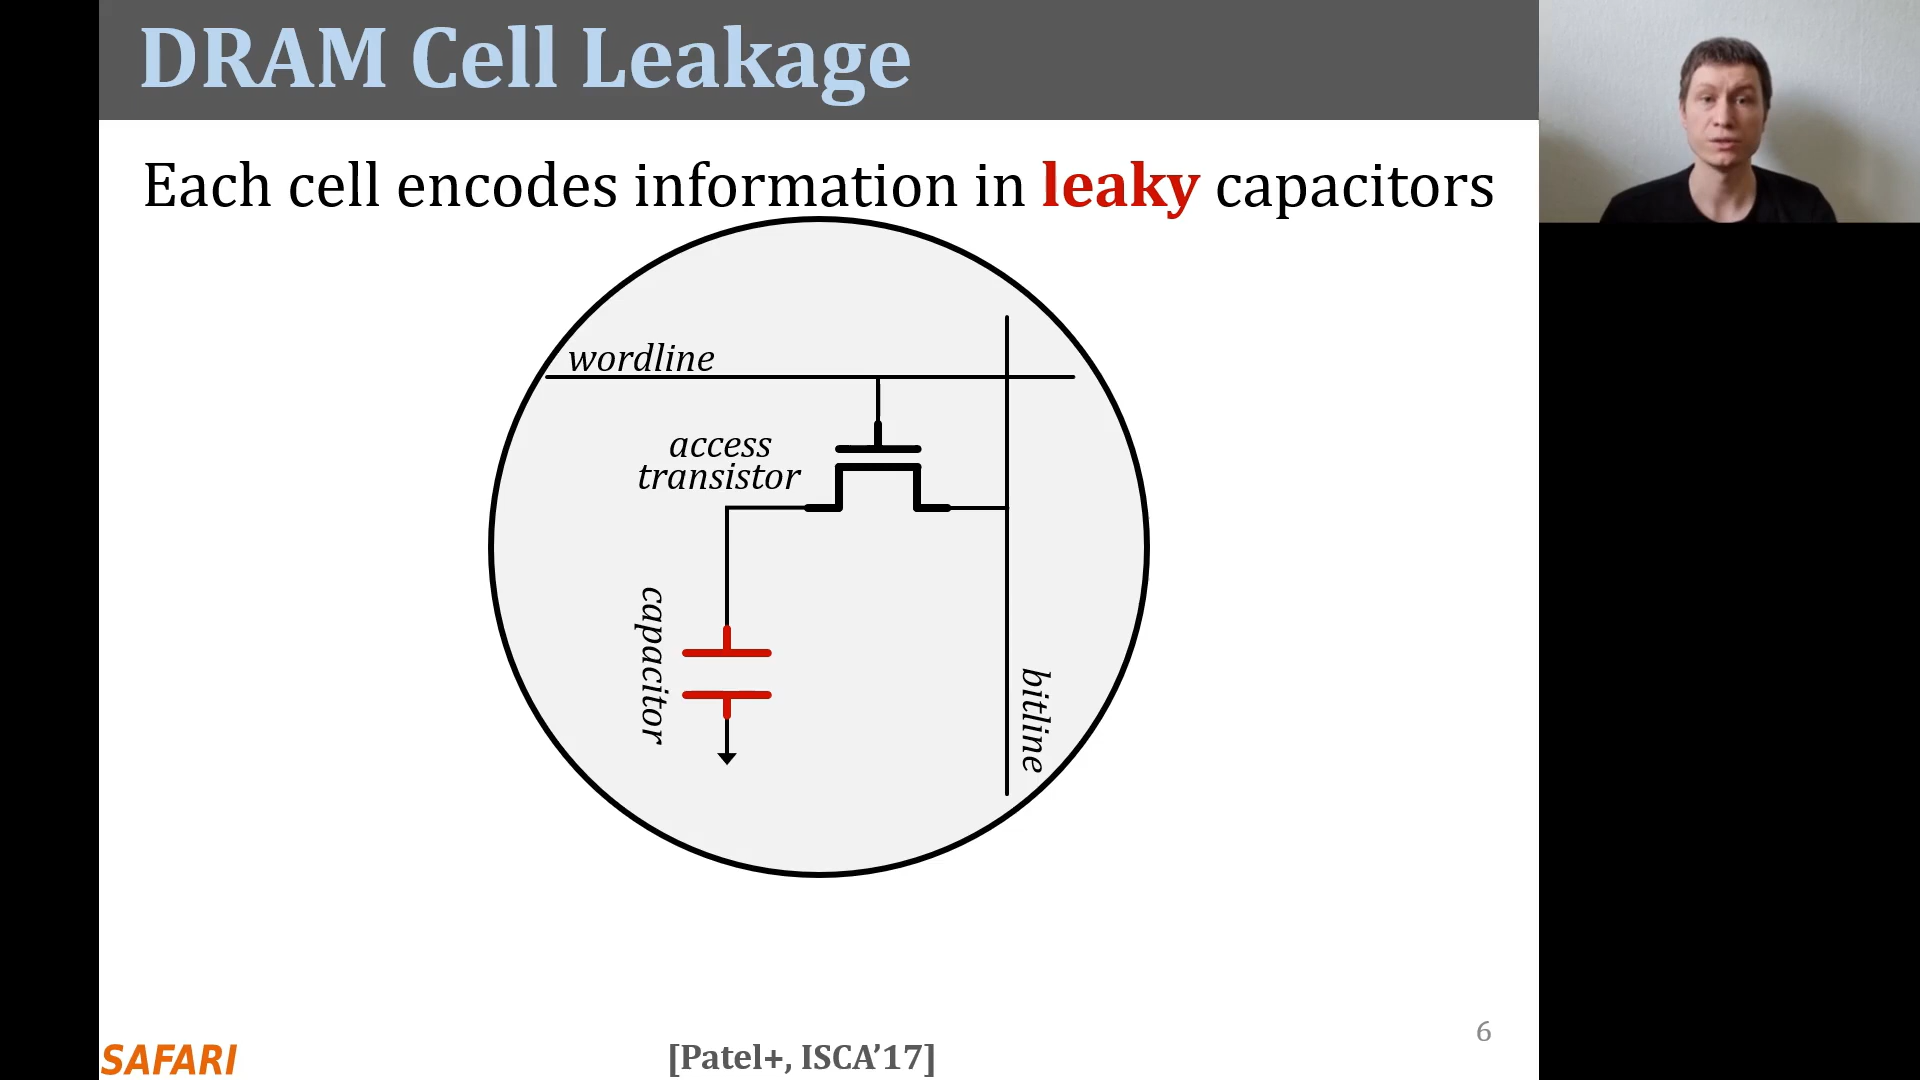 DRAM Cell Leakage
Each cell encodes information in leaky capacitors
wordline
access
transistor
capacitor
bitline
6
SAFARI
[Patel+, ISCA’17]